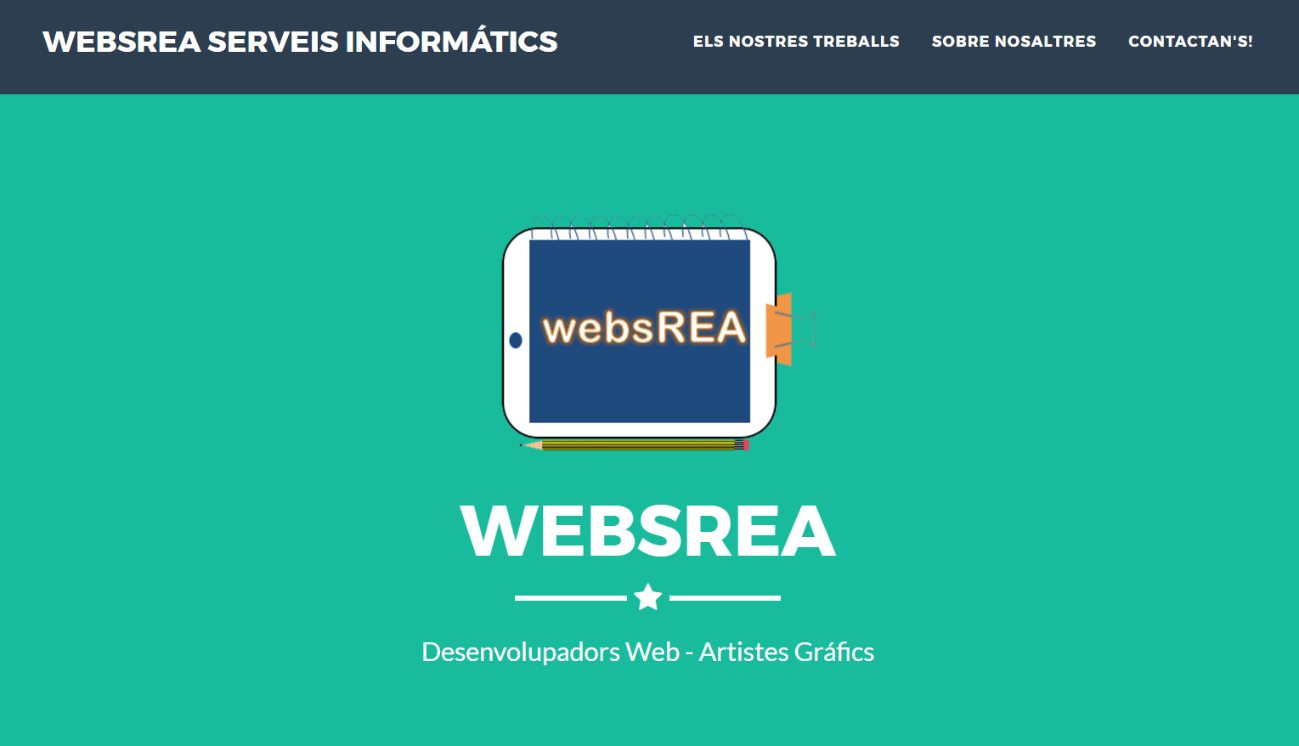 WEBSREA SERVEIS INFORMÁTICS
ELS NOSTRES TREBALLS
SOBRE NOSALTRES
CONTACTAN'S!
websREA
WEBSREA
Desenvolupadors Web - Artistes Gráfics